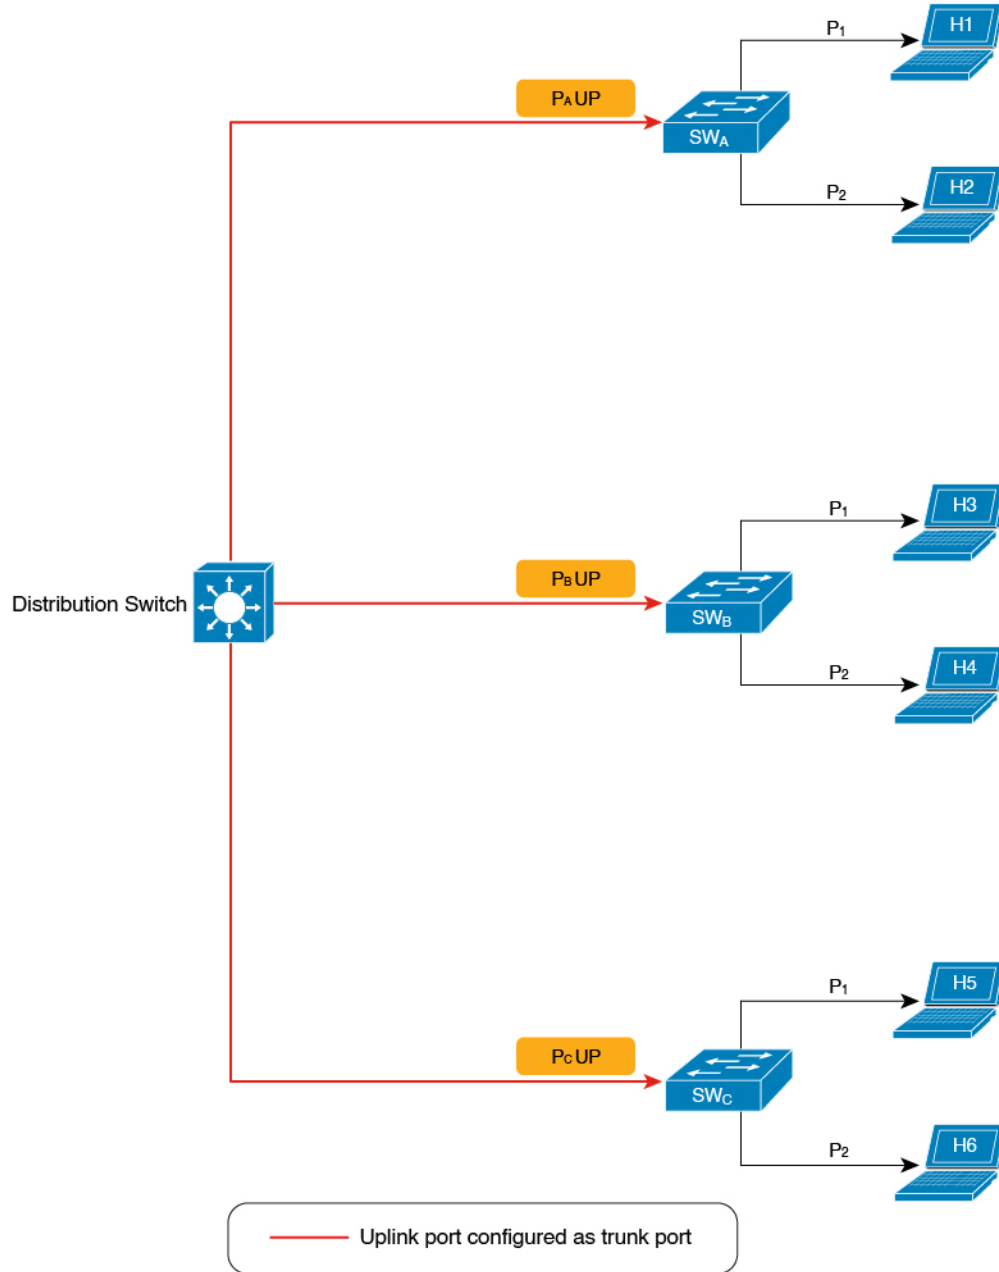 P1
H1
PA UP
SWA
P2
H2
P1
H3
Distribution Switch
PB UP
SWB
P2
H4
P1
H5
PC UP
SWC
P2
H6
Uplink port configured as trunk port